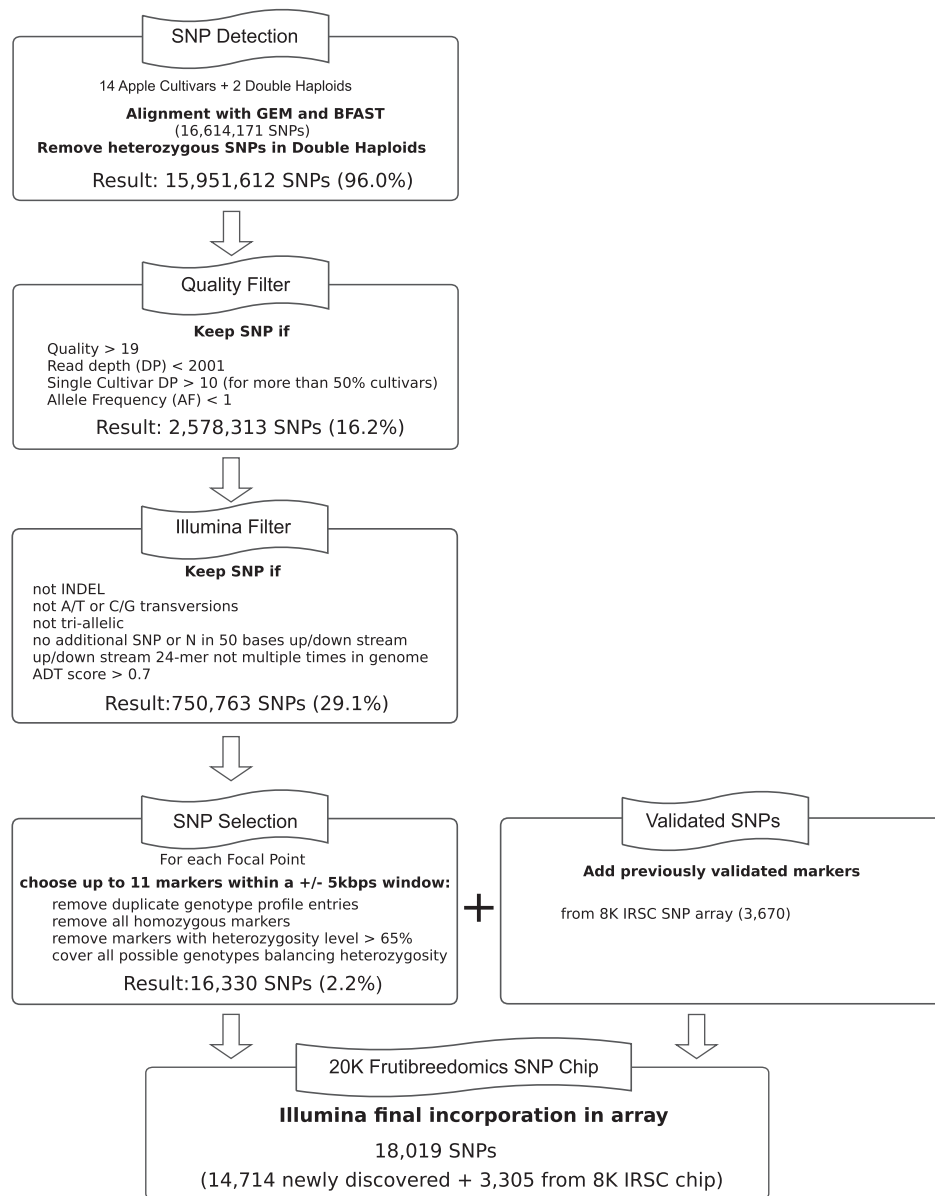 SNP Detection
14 Apple Cultivars + 2 Double Haploids
Alignment with GEM and BFAST
(16,614,171 SNPs)
Remove heterozygous SNPs in Double Haploids
Result: 15,951,612 SNPs (96.0%)
Quality Filter
Keep SNP if
Quality > 19
Read depth (DP) < 2001
Single Cultivar DP > 10 (for more than 50% cultivars)
Allele Frequency (AF) < 1
Result: 2,578,313 SNPs (16.2%)
Illumina Filter
Keep SNP if
not INDEL
not A/T or C/G transversions
not tri-allelic
no additional SNP or N in 50 bases up/down stream
up/down stream 24-mer not multiple times in genome
ADT score > 0.7
Result:750,763 SNPs (29.1%)
SNP Selection
For each Focal Point
choose up to 11 markers within a +/- 5kbps window:
remove duplicate genotype profile entries
remove all homozygous markers
remove markers with heterozygosity level > 65%
cover all possible genotypes balancing heterozygosity
Result:16,330 SNPs (2.2%)
+
Validated SNPs
Add previously validated markers
from 8K IRSC SNP array (3,670)
20K Frutibreedomics SNP Chip
Illumina final incorporation in array
18,019 SNPs
(14,714 newly discovered + 3,305 from 8K IRSC chip)